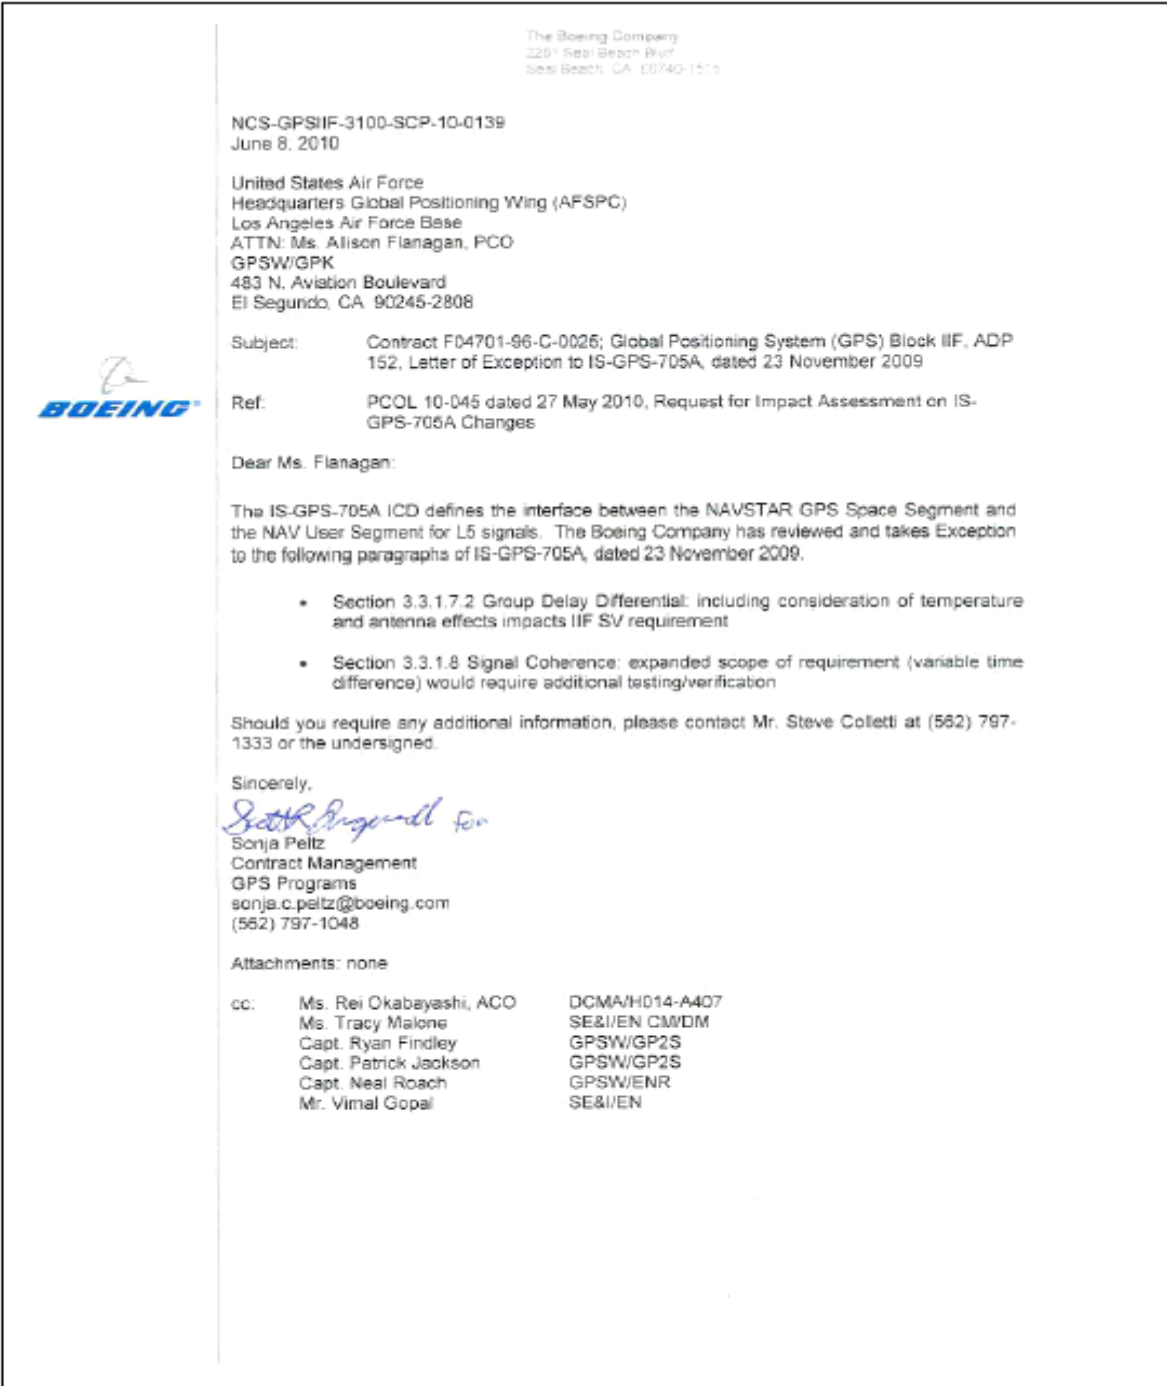 The Boeing Company
2201 Seal Beach Blvd
Seal Beach, CA
NCS-GPSIIF-3100-SCP-10-0139
June 8, 2010
United States Air Force
Headquarters Global Positioning Wing (AFSPC)
Los Angeles Air Force Base
ATTN: Ms. Allison Flanagan, PCO
GPSW/GPK
483 N. Aviation Boulevard
El Segundo, CA 90245-2808
Subject: Contract F04701-96-C-0025; Global Positioning System (GPS) Block IIF, ADP
152, Letter of Exception to IS-GPS-705A, dated 23 November 2009
BOEING
Ref: PCOL 10-045 dated 27 May 2010, Request for Impact Assessment on IS-
GPS-705A Changes
Dear Ms. Flanagan:
The IS-GPS-705A ICD defines the interface between the NAVSTAR GPS Space Segment and
the NAV User Segment for L5 signals. The Boeing Company has reviewed and takes Exception
to the following paragraphs of IS-GPS-705A, dated 23 November 2009.
• Section 3.3.1.7.2 Group Delay Differential: including consideration of temperature
and antenna effects impacts IIF SV requirement
• Section 3.3.1.8 Signal Coherence: expanded scope of requirement (variable time
difference) would require additional testing/verification
Should you require any additional information, please contact Mr. Steve Colletti at (562) 797-
1333 or the undersigned.
Sincerely,
for
Sonja Peltz
Contract Management
GPS Programs
sonja.c.peltz@boeing.com
(562) 797-1048
Attachments: none
cc: Ms. Rei Okabayashi, ACO DCMA/H014-A407
Ms. Tracy Malone SE&I/EN CM/DM
Capt. Ryan Findley GPSW/GP2S
Capt. Patrick Jackson GPSW/GP2S
Capt. Neal Roach GPSW/ENR
Mr. Vimal Gopal SE&I/EN